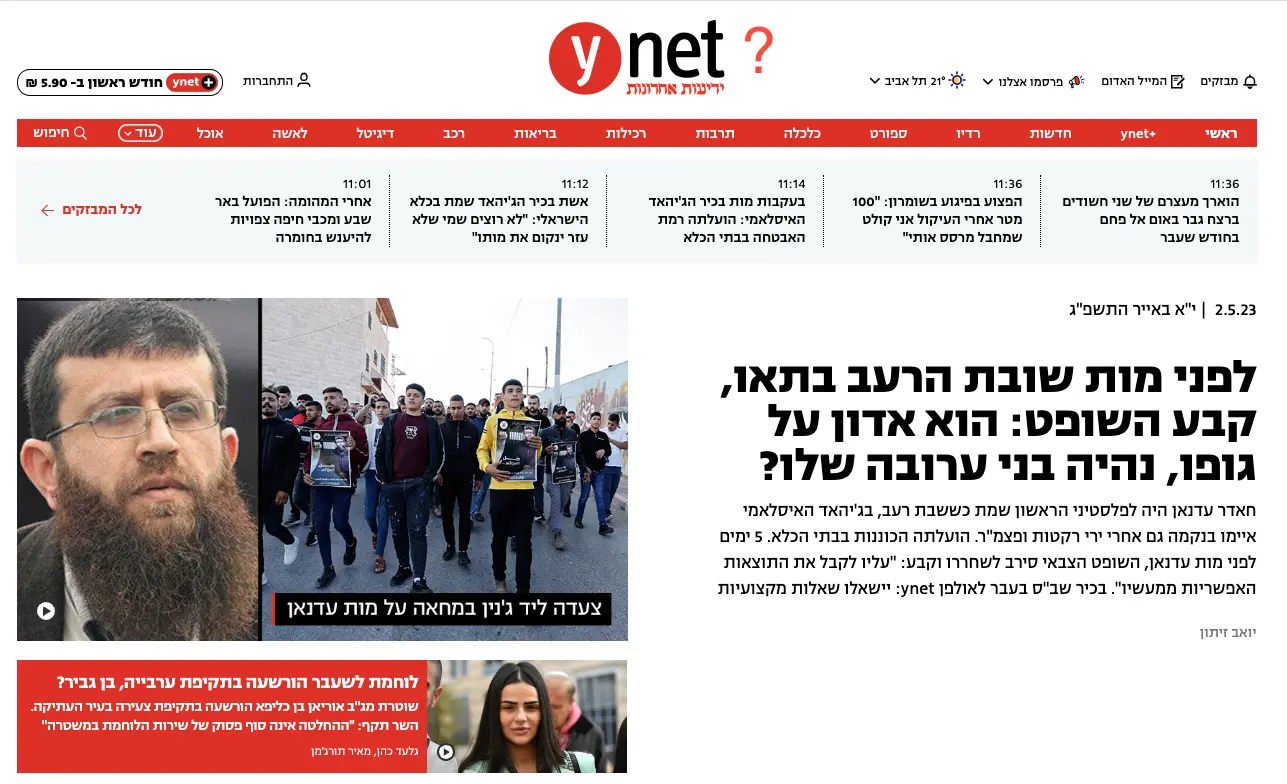 ynet ?
ידיעות אחרונות
מבזקים
המייל האדום
פרסמו אצלנו
21° תל אביב
התחברות
ynet+ חודש ראשון ב- 5.90 ₪
ראשי
ynet+
חדשות
רדיו
ספורט
כלכלה
תרבות
רכילות
בריאות
רכב
דיגיטל
לאשה
אוכל
עוד
חיפוש
11:36
הוארך מעצרם של שני חשודים
ברצח גבר באום אל פחם
בחודש שעבר
11:36
הפצוע בפיגוע בשומרון: "100
מטר אחרי העיקול אני קולט
שמחבל מרסס אותי"
11:14
בעקבות מות בכיר הג'יהאד
האיסלאמי: הועלתה רמת
האבטחה בבתי הכלא
11:12
אשת בכיר הג'יהאד שמת בכלא
הישראלי: "לא רוצים שמי שלא
עזר ינקום את מותו"
11:01
אחרי המהומה: הפועל באר
שבע ומכבי חיפה צפויות
להיענש בחומרה
לכל המבזקים
2.5.23 | י"א באייר התשפ"ג
לפני מות שובת הרעב בתאו,
קבע השופט: הוא אדון על
גופו, נהיה בני ערובה שלו?
חאדר עדנאן היה לפלסטיני הראשון שמת כששבת רעב, בג'יהאד האיסלאמי
איימו בנקמה גם אחרי ירי רקטות ופצמ"ר. הועלתה הכוננות בבתי הכלא. 5 ימים
לפני מות עדנאן, השופט הצבאי סירב לשחררו וקבע: "עליו לקבל את התוצאות
האפשריות ממעשיו". בכיר שב"ס בעבר לאולפן ynet: יישאלו שאלות מקצועיות
יואב זיתון
צעדה ליד ג'נין במחאה על מות עדנאן
לוחמת לשעבר הורשעה בתקיפת ערבייה, בן גביר?
שוטרת מג"ב אוריאן בן כליפא הורשעה בתקיפת צעירה בעיר העתיקה.
השר תקף: "ההחלטה אינה סוף פסוק של שירות הלוחמת במשטרה"
גלעד כהן, מאיר תורג'מן